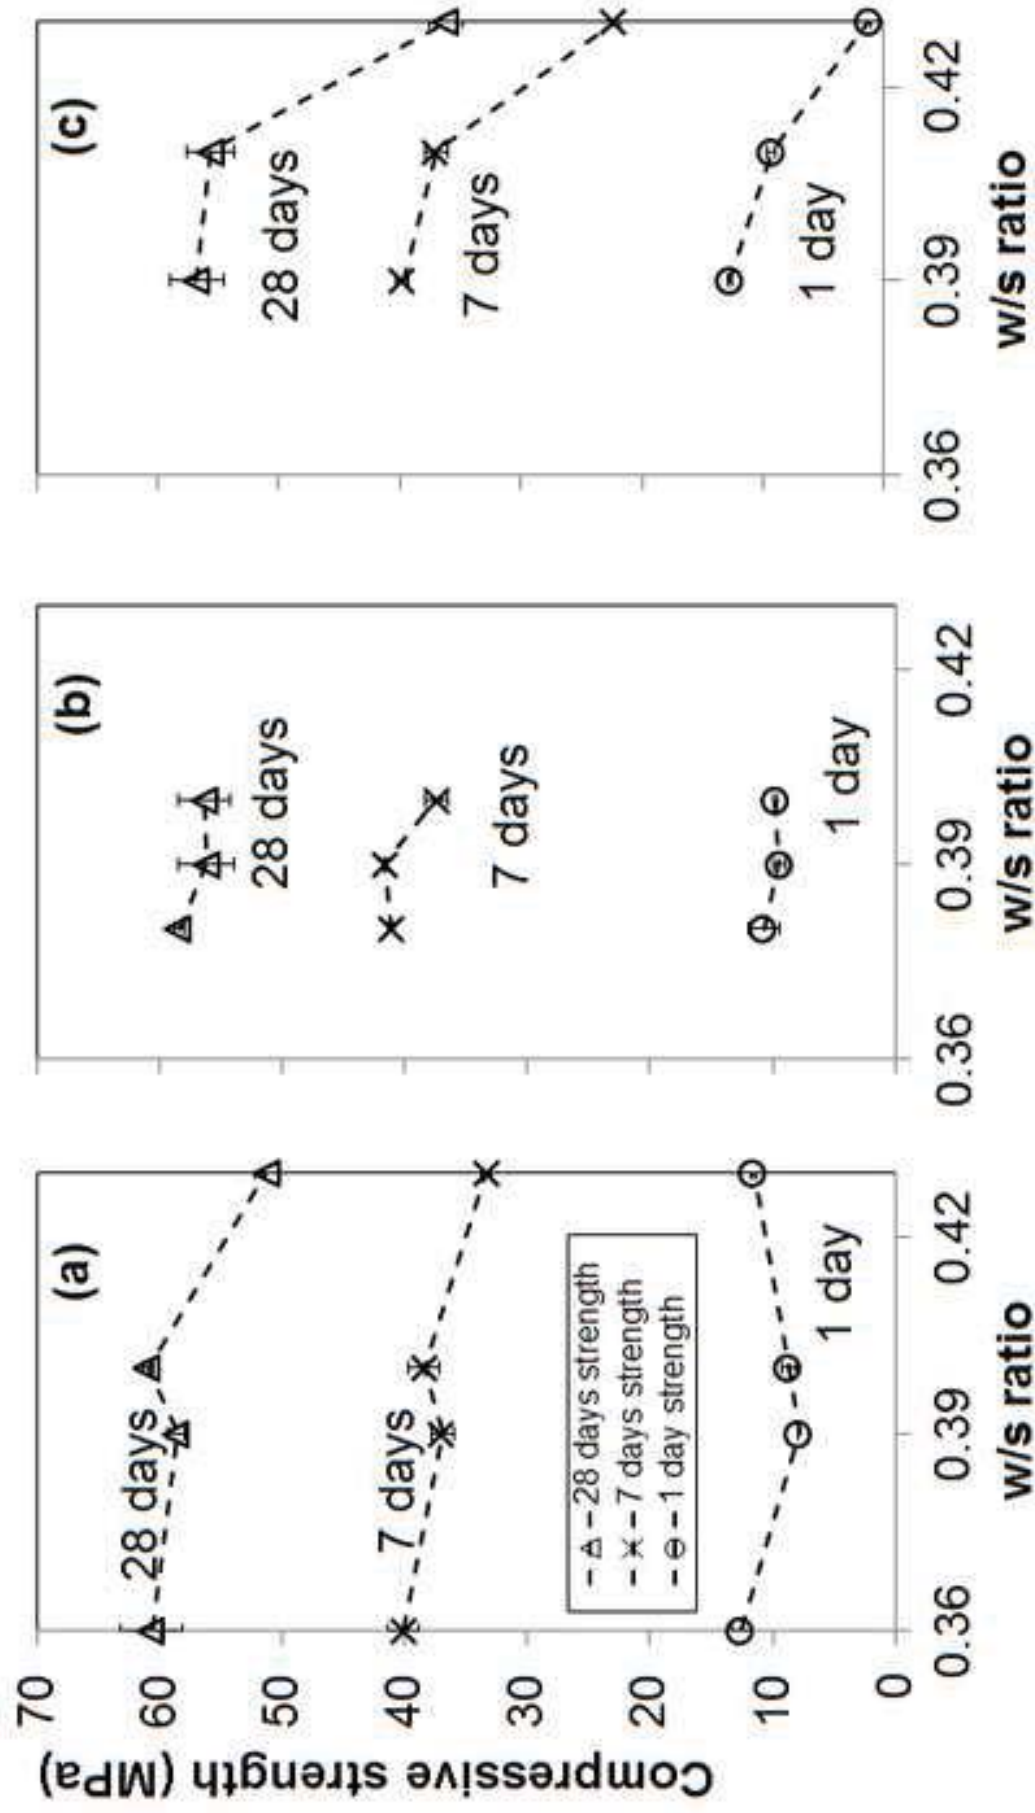 Compressive strength (MPa)
70
60
50
40
30
20
10
0
(a)
28 days
7 days
28 days strength
7 days strength
1 day strength
1 day
0.36
0.39
0.42
w/s ratio
(b)
28 days
7 days
1 day
0.36
0.39
0.42
w/s ratio
(c)
28 days
7 days
1 day
0.36
0.39
0.42
w/s ratio